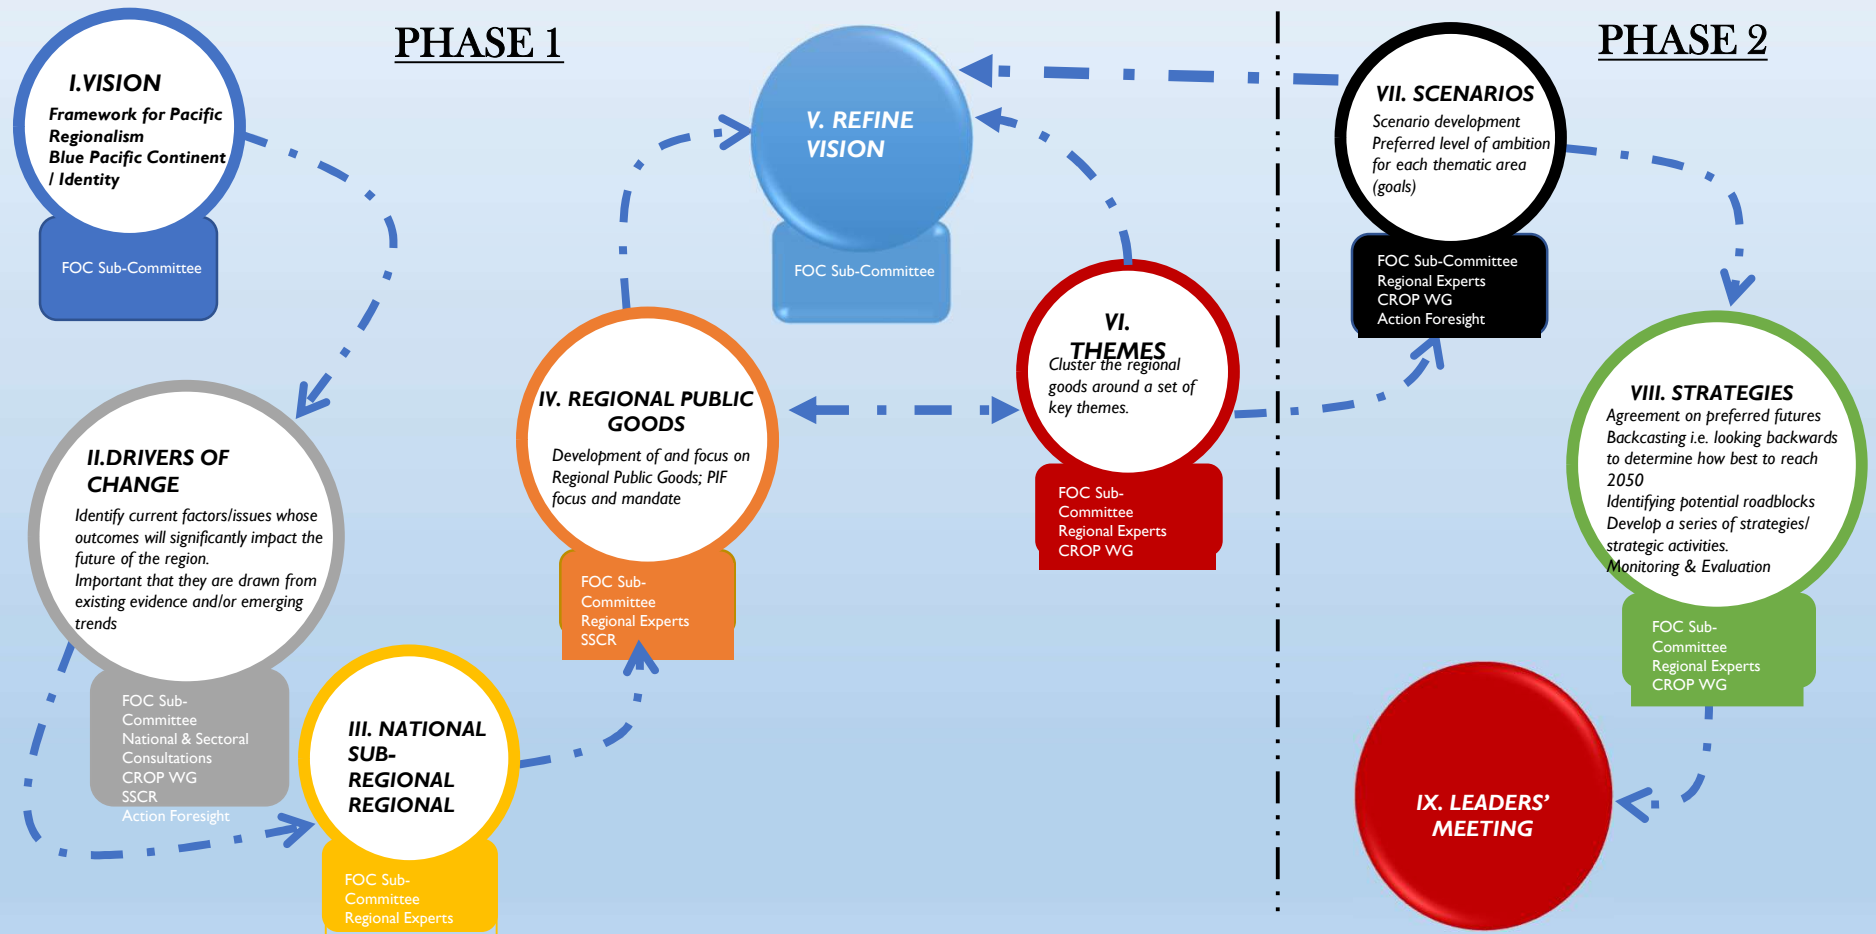 PHASE 1
I.VISION
Framework for Pacific
Regionalism
Blue Pacific Continent
/ Identity
FOC Sub-Committee
II.DRIVERS OF
CHANGE
Identify current factors/issues whose
outcomes will significantly impact the
future of the region.
Important that they are drawn from
existing evidence and/or emerging
trends
FOC Sub-
Committee
National & Sectoral
Consultations
CROP WG
SSCR
Action Foresight
III. NATIONAL
SUB-
REGIONAL
REGIONAL
FOC Sub-
Committee
Regional Experts
IV. REGIONAL PUBLIC
GOODS
Development of and focus on
Regional Public Goods; PIF
focus and mandate
FOC Sub-
Committee
Regional Experts
SSCR
V. REFINE
VISION
FOC Sub-Committee
VI.
THEMES
Cluster the regional
goods around a set of
key themes.
FOC Sub-
Committee
Regional Experts
CROP WG
PHASE 2
VII. SCENARIOS
Scenario development
Preferred level of ambition
for each thematic area
(goals)
FOC Sub-Committee
Regional Experts
CROP WG
Action Foresight
VIII. STRATEGIES
Agreement on preferred futures
Backcasting i.e. looking backwards
to determine how best to reach
2050
Identifying potential roadblocks
Develop a series of strategies/
strategic activities.
Monitoring & Evaluation
FOC Sub-
Committee
Regional Experts
CROP WG
IX. LEADERS'
MEETING